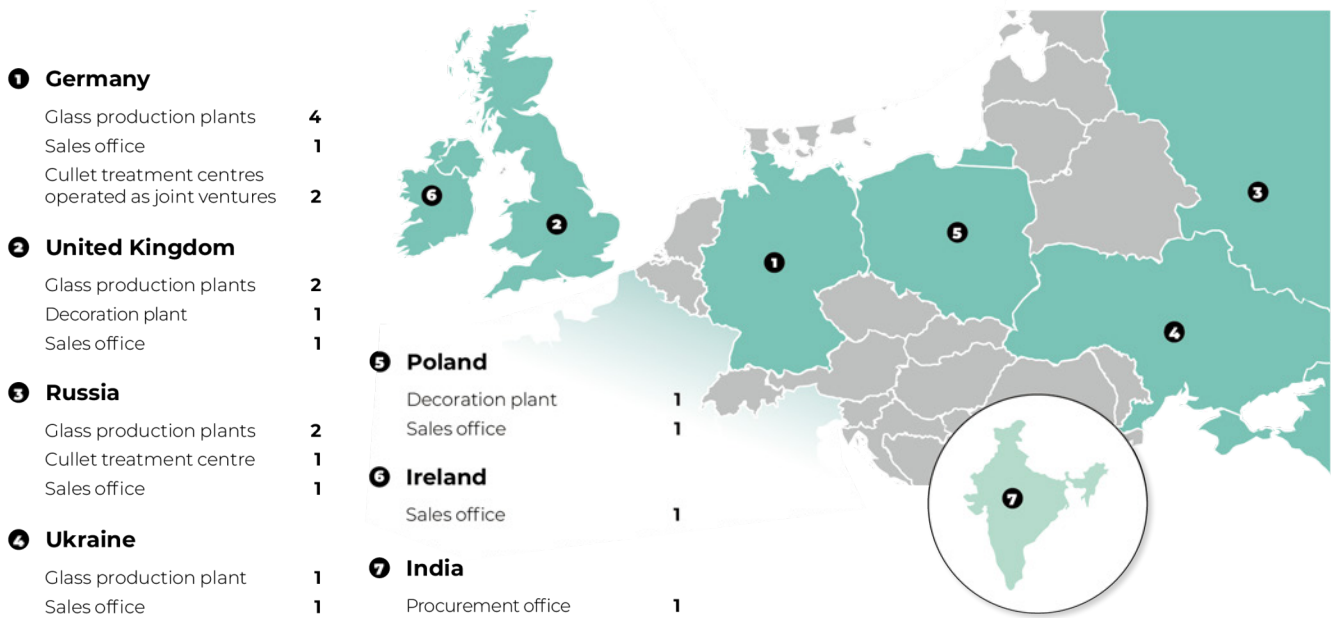 1 Germany
Glass production plants 4
Sales office 1
Cullet treatment centres
operated as joint ventures 2
2 United Kingdom
Glass production plants 2
Decoration plant 1
Sales office 1
3 Russia
Glass production plants 2
Cullet treatment centre 1
Sales office 1
4 Ukraine
Glass production plant 1
Sales office 1
5 Poland
Decoration plant 1
Sales office 1
6 Ireland
Sales office 1
7 India
Procurement office 1
6
2
1
5
3
4
7